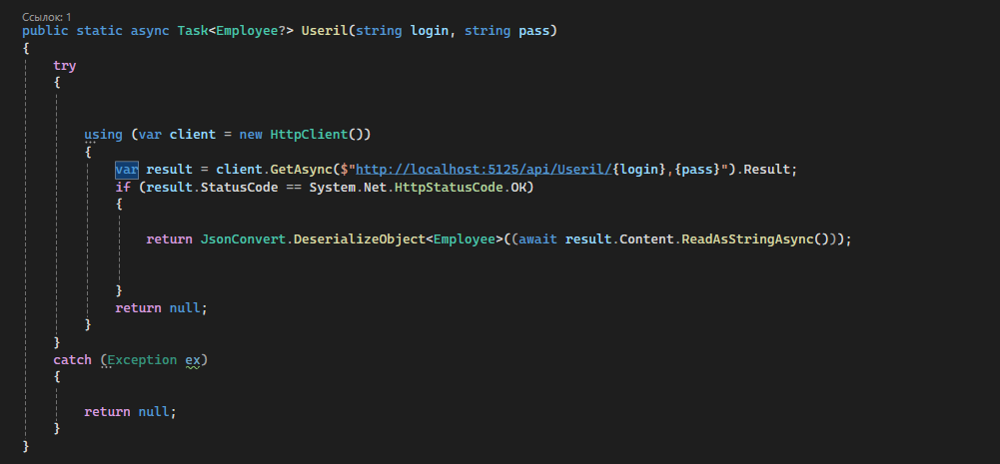 Ссылок: 1
public static async Task<Employee?> Useril(string login, string pass)
{
try
{
using (var client = new HttpClient())
{
var result = client.GetAsync($"http://localhost:5125/api/Useril/{login},{pass}").Result;
if (result.StatusCode == System.Net.HttpStatusCode.OK)
{
return JsonConvert.DeserializeObject<Employee>((await result.Content.ReadAsStringAsync()));
}
return null;
}
}
catch (Exception ex)
{
return null;
}
}